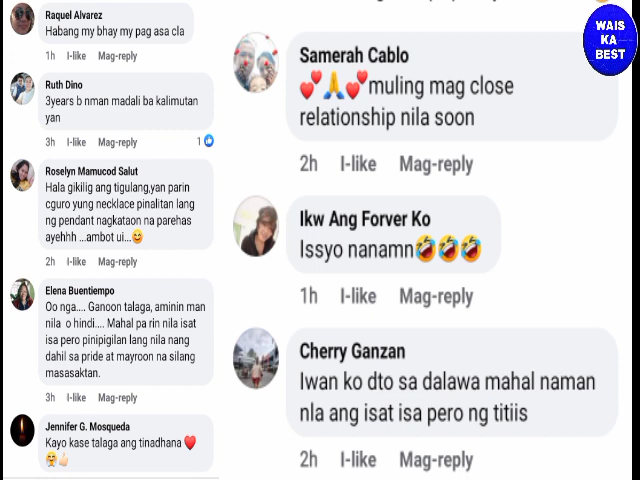 Raquel Alvarez
Habang my bhay my pag asa cla
1h I-like Mag-reply
Ruth Dino
3years b nman madali ba kalimutan
yan
3h I-like Mag-reply 1
Roselyn Mamucod Salut
Hala gikilig ang tigulang,yan parin
cguro yung necklace pinalitan lang
ng pendant nagkataon na parehas
ayehhh ...ambot ui...😊
2h I-like Mag-reply
Elena Buentiempo
Oo nga.... Ganoon talaga, aminin man
nila o hindi.... Mahal pa rin nila isat
isa pero pinipigilan lang nila nang
dahil sa pride at mayroon na silang
masasaktan.
3h I-like Mag-reply
Jennifer G. Mosqueda
Kayo kase talaga ang tinadhana ❤️
🤗👍🏻
WAIS
KA
BEST
Samerah Cablo
💕🙏💕muling mag close
relationship nila soon
2h I-like Mag-reply
Ikw Ang Forver Ko
Issyo nanamn🤣🤣🤣
1h I-like Mag-reply
Cherry Ganzan
Iwan ko dto sa dalawa mahal naman
nla ang isat isa pero ng titiis
2h I-like Mag-reply